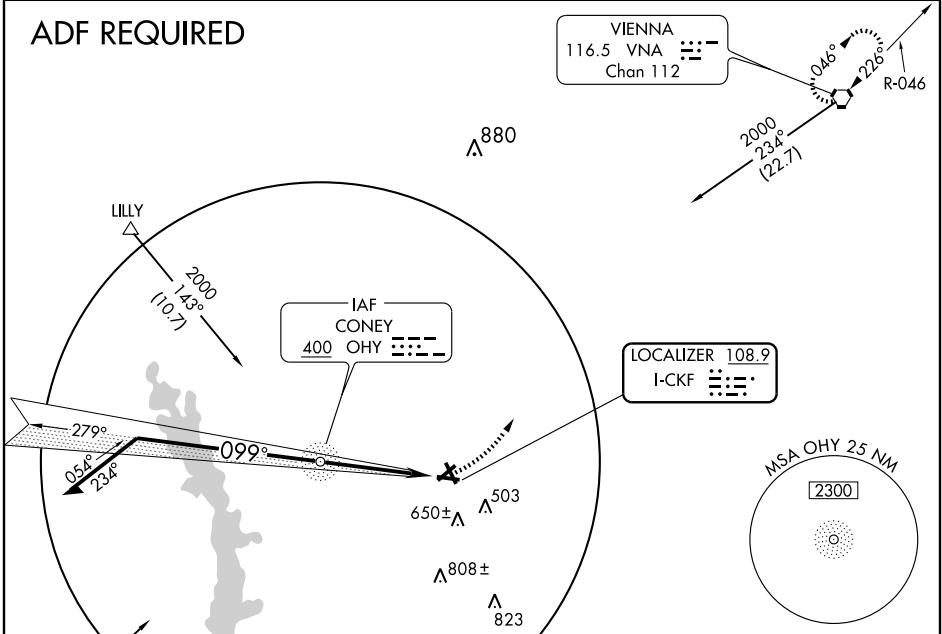 ADF REQUIRED
VIENNA
116.5 VNA
Chan 112
046°
226°
R-046
2000
234°
(22.7)
880
LILLY
2000
143°
(10.7)
IAF
CONEY
400 OHY
LOCALIZER 108.9
I-CKF
279°
099°
054°
234°
MSA OHY 25 NM
2300
650±
503
808±
823